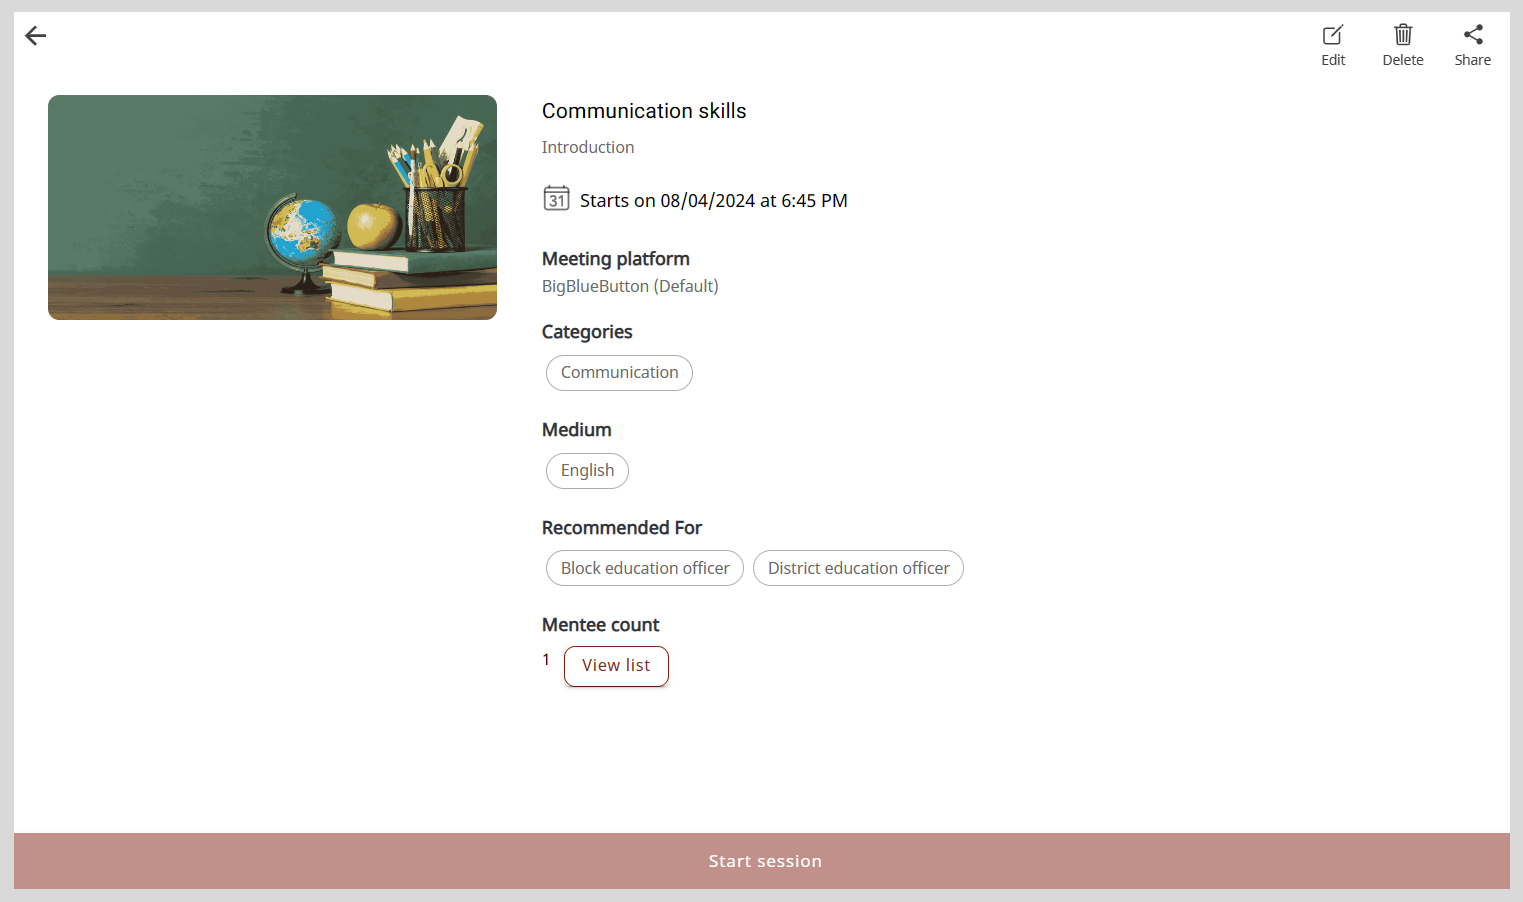 Edit Delete Share
Communication skills
Introduction
31 Starts on 08/04/2024 at 6:45 PM
Meeting platform
BigBlueButton (Default)
Categories
Communication
Medium
English
Recommended For
Block education officer District education officer
Mentee count
1 View list
Start session